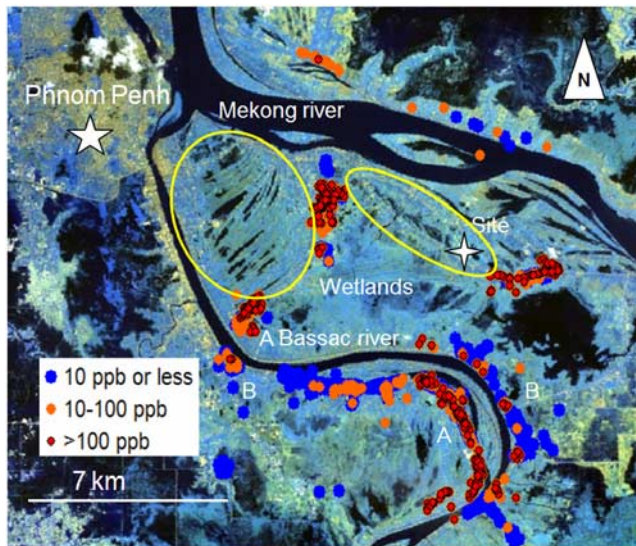 N
Phnom Penh
Mekong river
Site
Wetlands
A Bassac river
B
B
A
10 ppb or less
10-100 ppb
>100 ppb
7 km